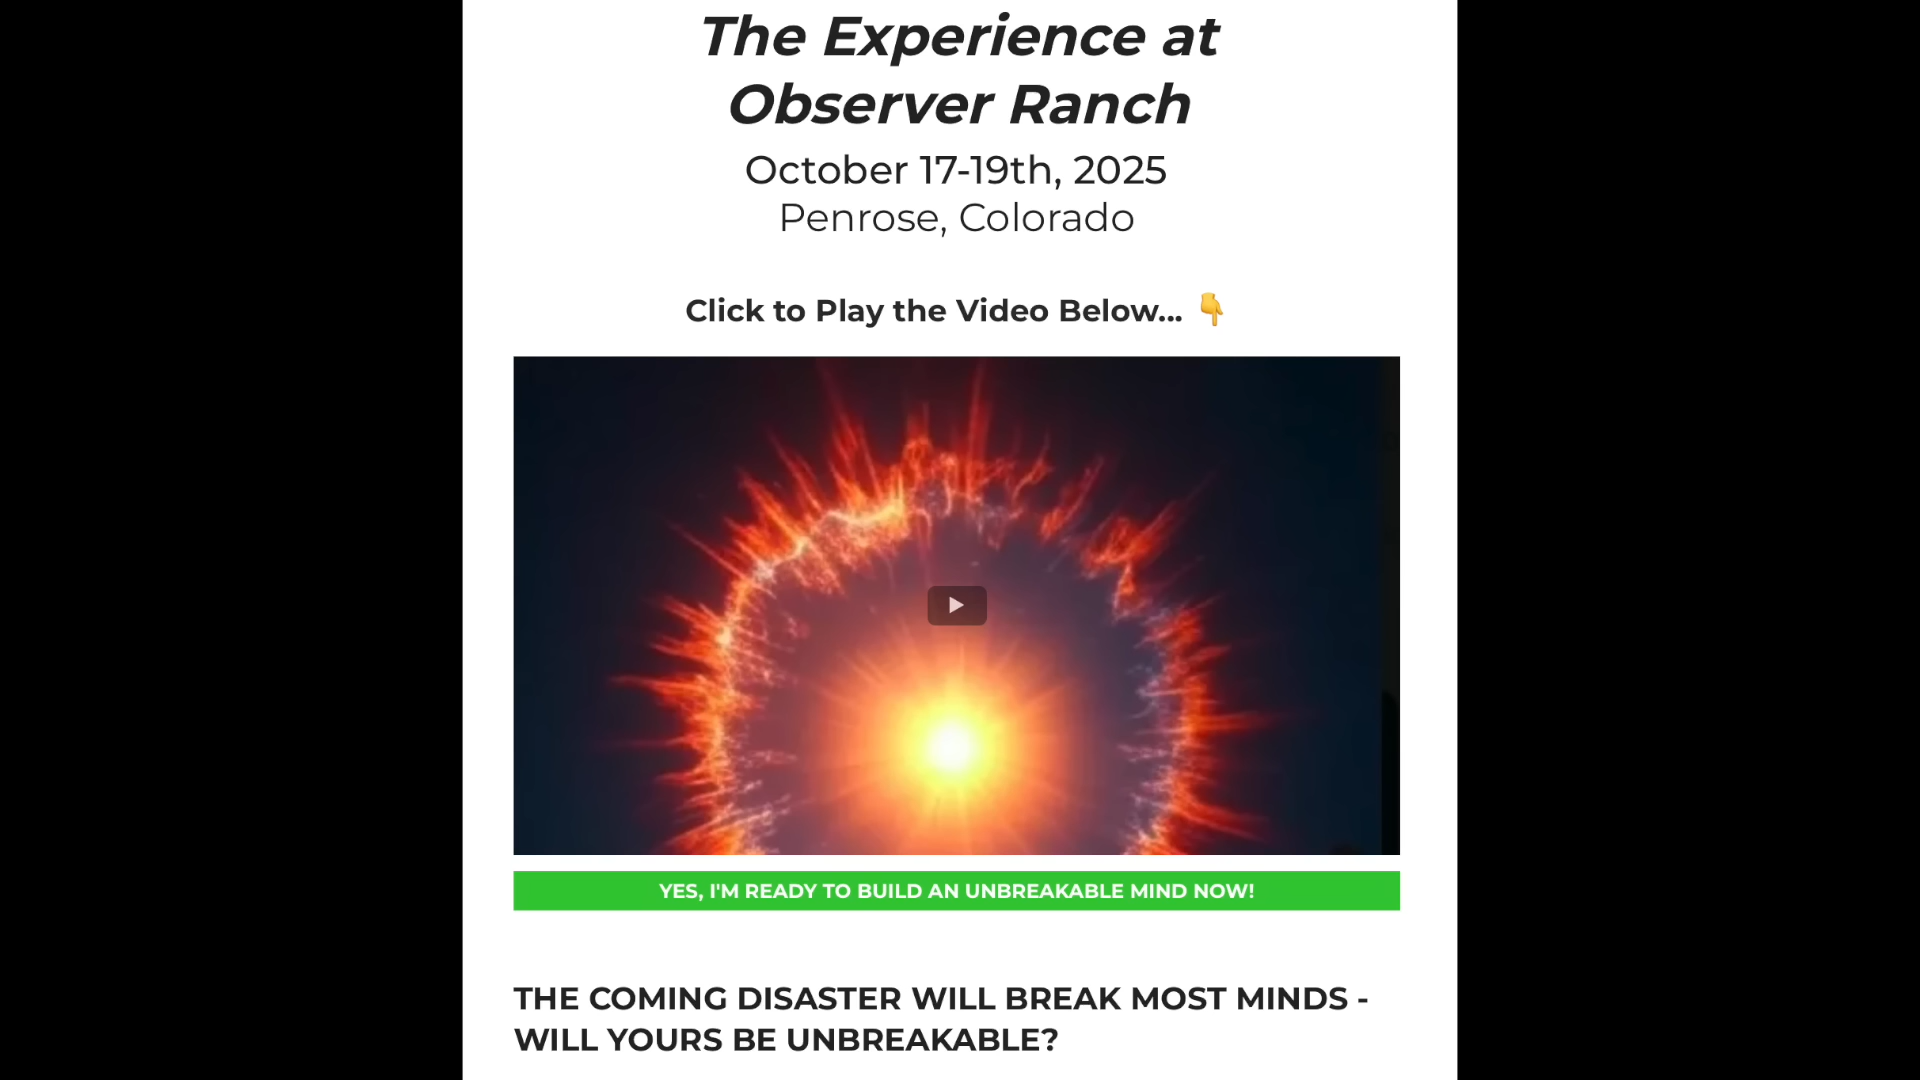 The Experience at
Observer Ranch
October 17-19th, 2025
Penrose, Colorado
Click to Play the Video Below... 👇
YES, I'M READY TO BUILD AN UNBREAKABLE MIND NOW!
THE COMING DISASTER WILL BREAK MOST MINDS -
WILL YOURS BE UNBREAKABLE?